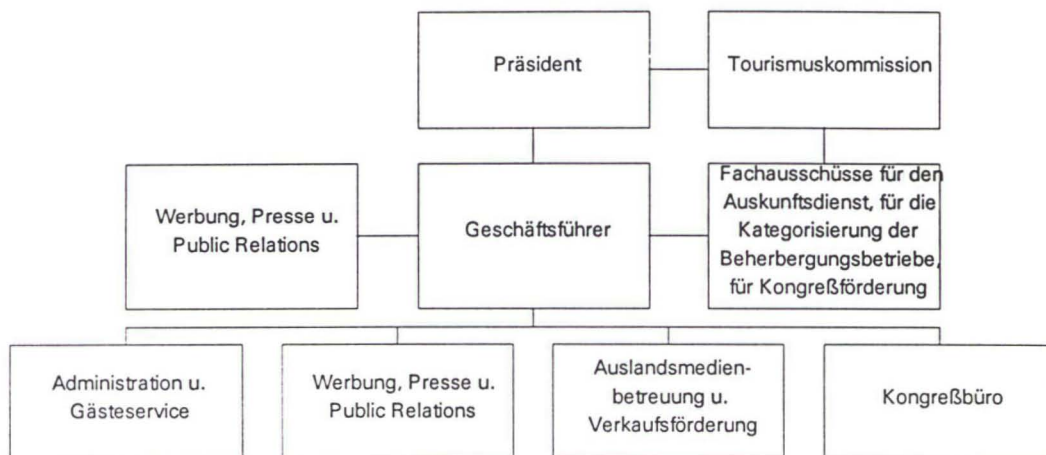 Präsident
Tourismuskommission
Werbung, Presse u.
Public Relations
Geschäftsführer
Fachausschüsse für den
Auskunftsdienst, für die
Kategorisierung der
Beherbergungsbetriebe,
für Kongreßförderung
Administration u.
Gästeservice
Werbung, Presse u.
Public Relations
Auslandsmedien-
betreuung u.
Verkaufsförderung
Kongreßbüro